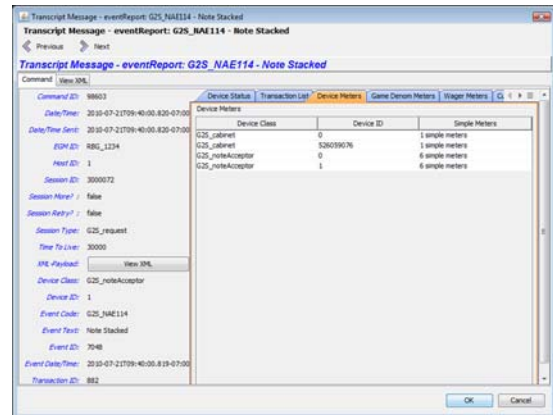 Transcript Message - eventReport: G2S_NAE114 - Note Stacked
Transcript Message - eventReport: G2S_NAE114 - Note Stacked
Previous Next
Transcript Message - eventReport: G2S_NAE114 - Note Stacked
Command View XML
Command ID: 98603
Date/Time: 2010-07-21T09:40:00.820-07:00
Date/Time Sent: 2010-07-21T09:40:00.820-07:00
EGM ID: RBG_1234
Host ID: 1
Session ID: 3000072
Session More? : false
Session Retry? : false
Session Type: G2S_request
Time To Live: 30000
XML-Payload: View XML
Device Class: G2S_noteAcceptor
Device ID: 1
Event Code: G2S_NAE114
Event Text: Note Stacked
Event ID: 7048
Event Date/Time: 2010-07-21T09:40:00.819-07:00
Transaction ID: 882
Device Status Transaction List Device Meters Game Denom Meters Wager Meters
Device Meters
Device Class Device ID Simple Meters
G2S_cabinet 0 1 simple meters
G2S_cabinet 526059076 1 simple meters
G2S_noteAcceptor 0 6 simple meters
G2S_noteAcceptor 1 6 simple meters
OK Cancel